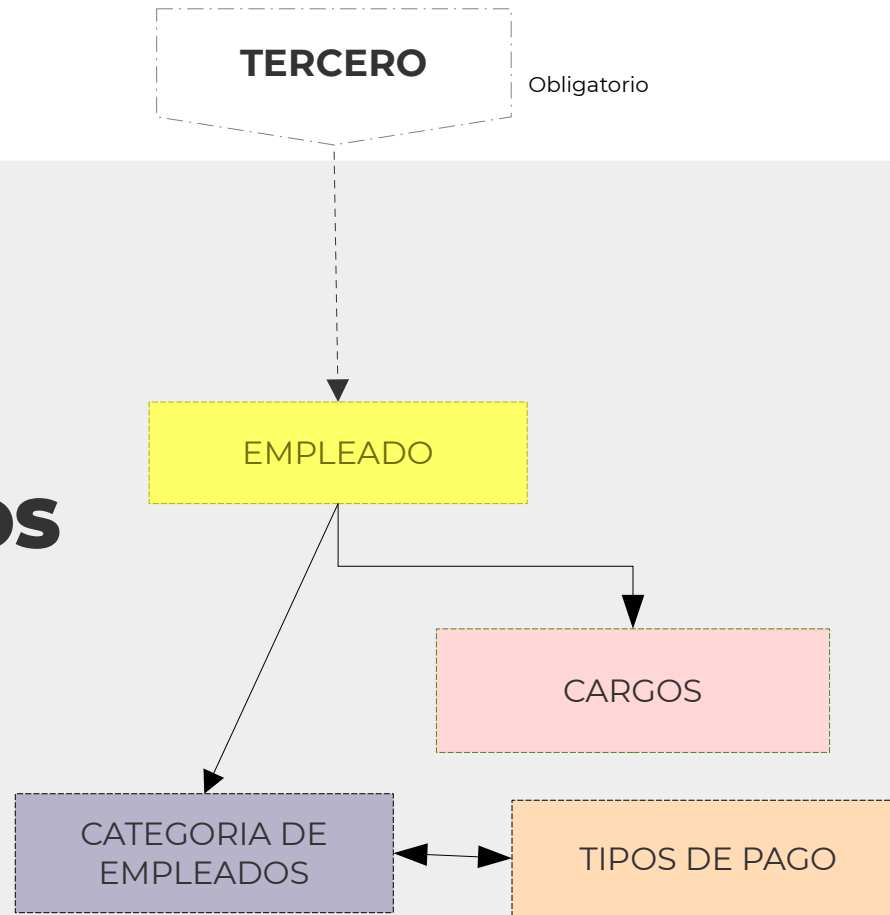 TERCERO
Obligatorio
EMPLEADO
CARGOS
CATEGORIA DE
EMPLEADOS
TIPOS DE PAGO